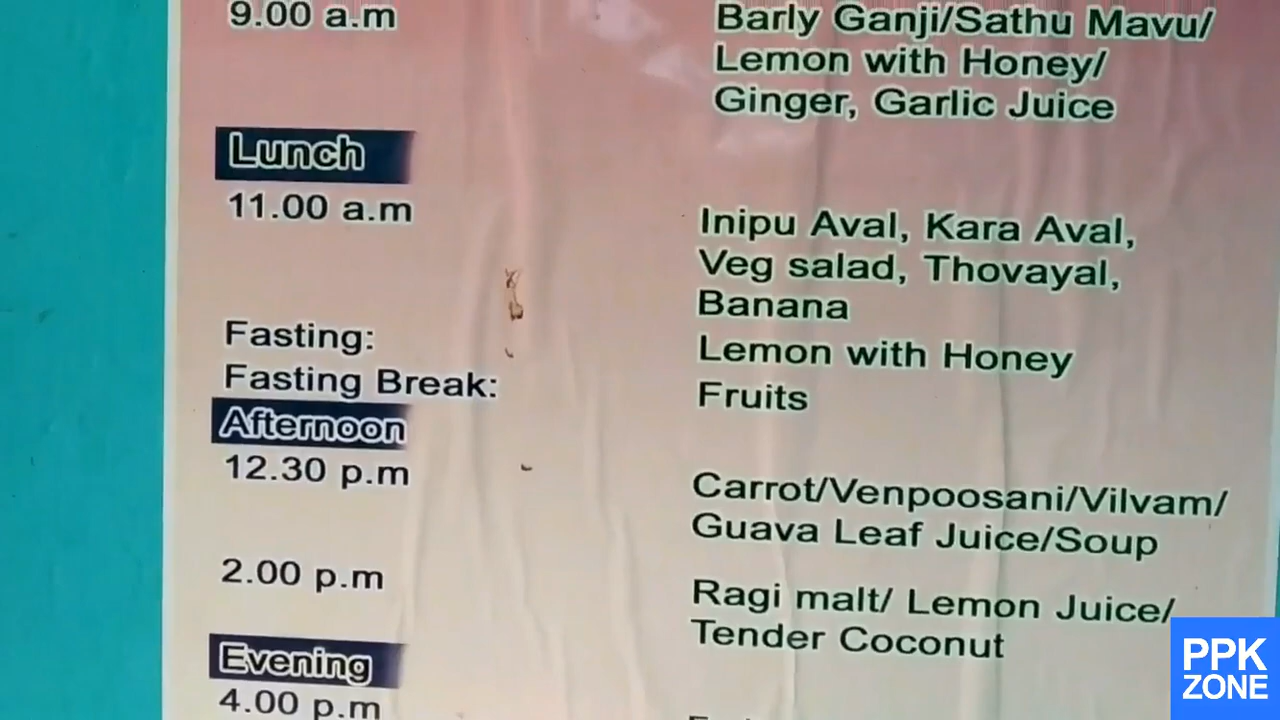 9.00 a.m
Barly Ganji/Sathu Mavu/
Lemon with Honey/
Ginger, Garlic Juice
Lunch
11.00 a.m
Inipu Aval, Kara Aval,
Veg salad, Thovayal,
Banana
Fasting:
Lemon with Honey
Fasting Break:
Fruits
Afternoon
12.30 p.m
Carrot/Venpoosani/Vilvam/
Guava Leaf Juice/Soup
2.00 p.m
Ragi malt/ Lemon Juice/
Tender Coconut
Evening
4.00 p.m
PPK
ZONE